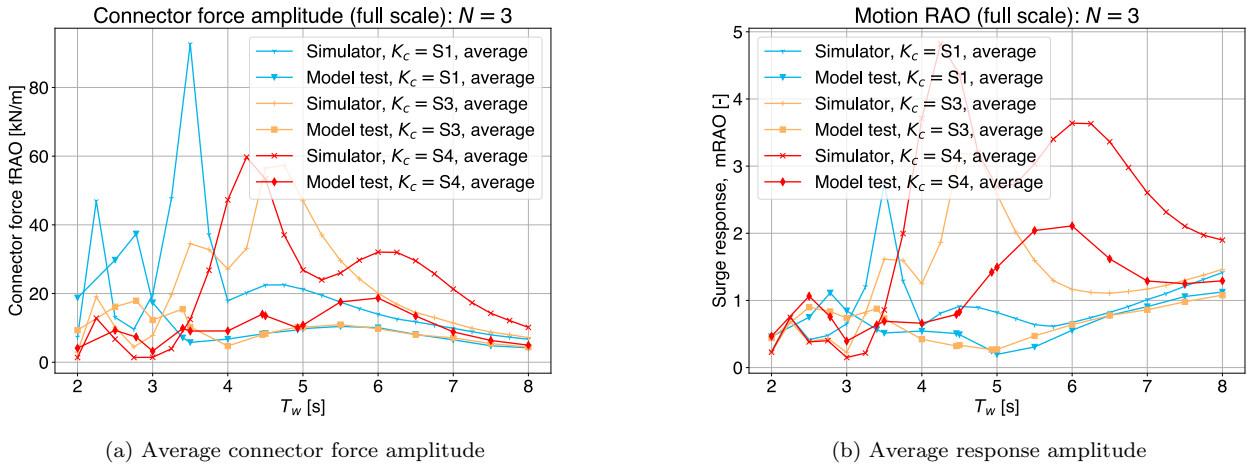 Connector force amplitude (full scale): N = 3
Connector force fRAO [kN/m]
80
60
40
20
0
Simulator, K_c = S1, average
Model test, K_c = S1, average
Simulator, K_c = S3, average
Model test, K_c = S3, average
Simulator, K_c = S4, average
Model test, K_c = S4, average
2 3 4 5 6 7 8
T_w [s]
(a) Average connector force amplitude
Motion RAO (full scale): N = 3
Surge response, mRAO [-]
5
4
3
2
1
0
Simulator, K_c = S1, average
Model test, K_c = S1, average
Simulator, K_c = S3, average
Model test, K_c = S3, average
Simulator, K_c = S4, average
Model test, K_c = S4, average
2 3 4 5 6 7 8
T_w [s]
(b) Average response amplitude